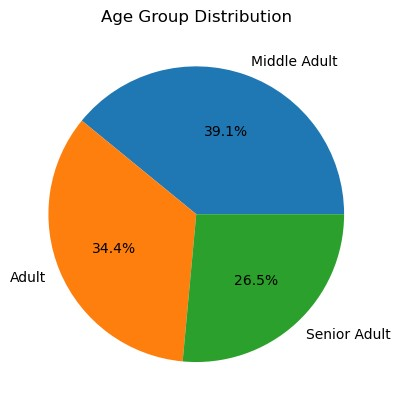 Age Group Distribution
Middle Adult
39.1%
34.4%
Adult
26.5%
Senior Adult